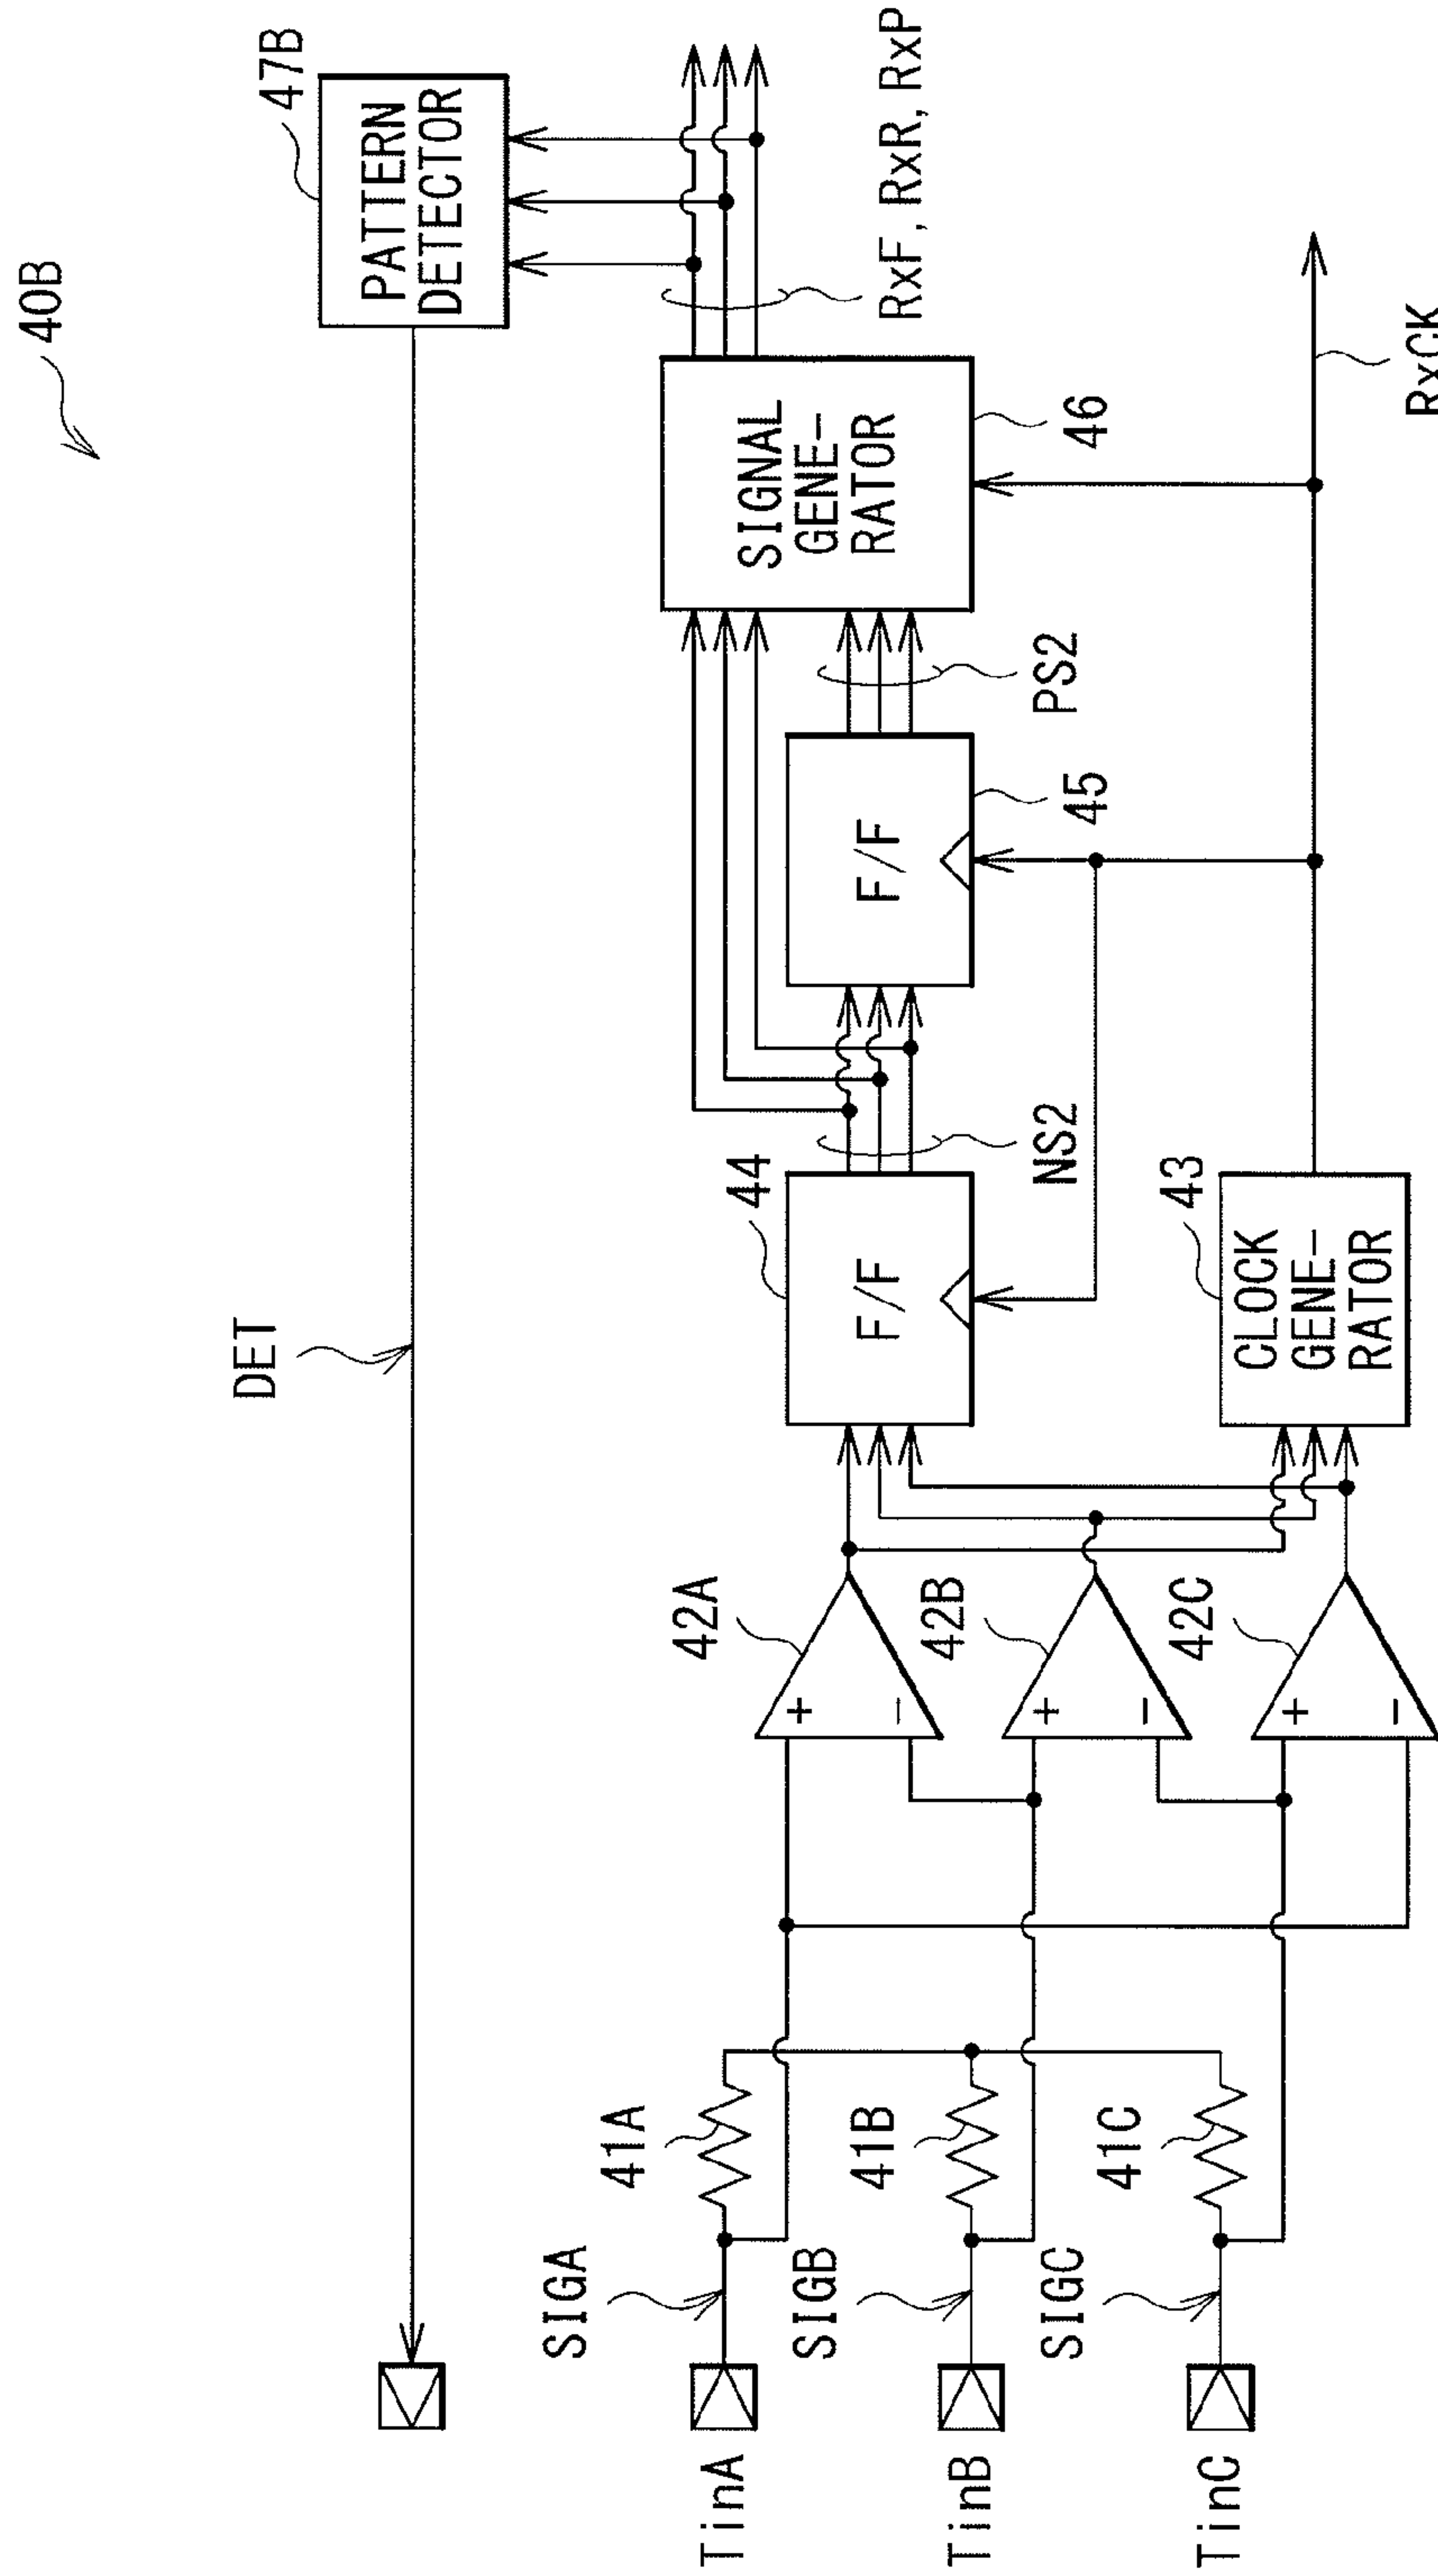 40B
47B
PATTERN
DETECTOR
DET
RxF, RxR, RxP
SIGNAL
GENE-
RATOR
46
PS2
F/F
45
NS2
F/F
44
CLOCK
GENE-
RATOR
43
RxCK
42A
+
-
42B
+
-
42C
+
-
41A
41B
41C
SIGA
SIGB
SIGC
TinA
TinB
TinC